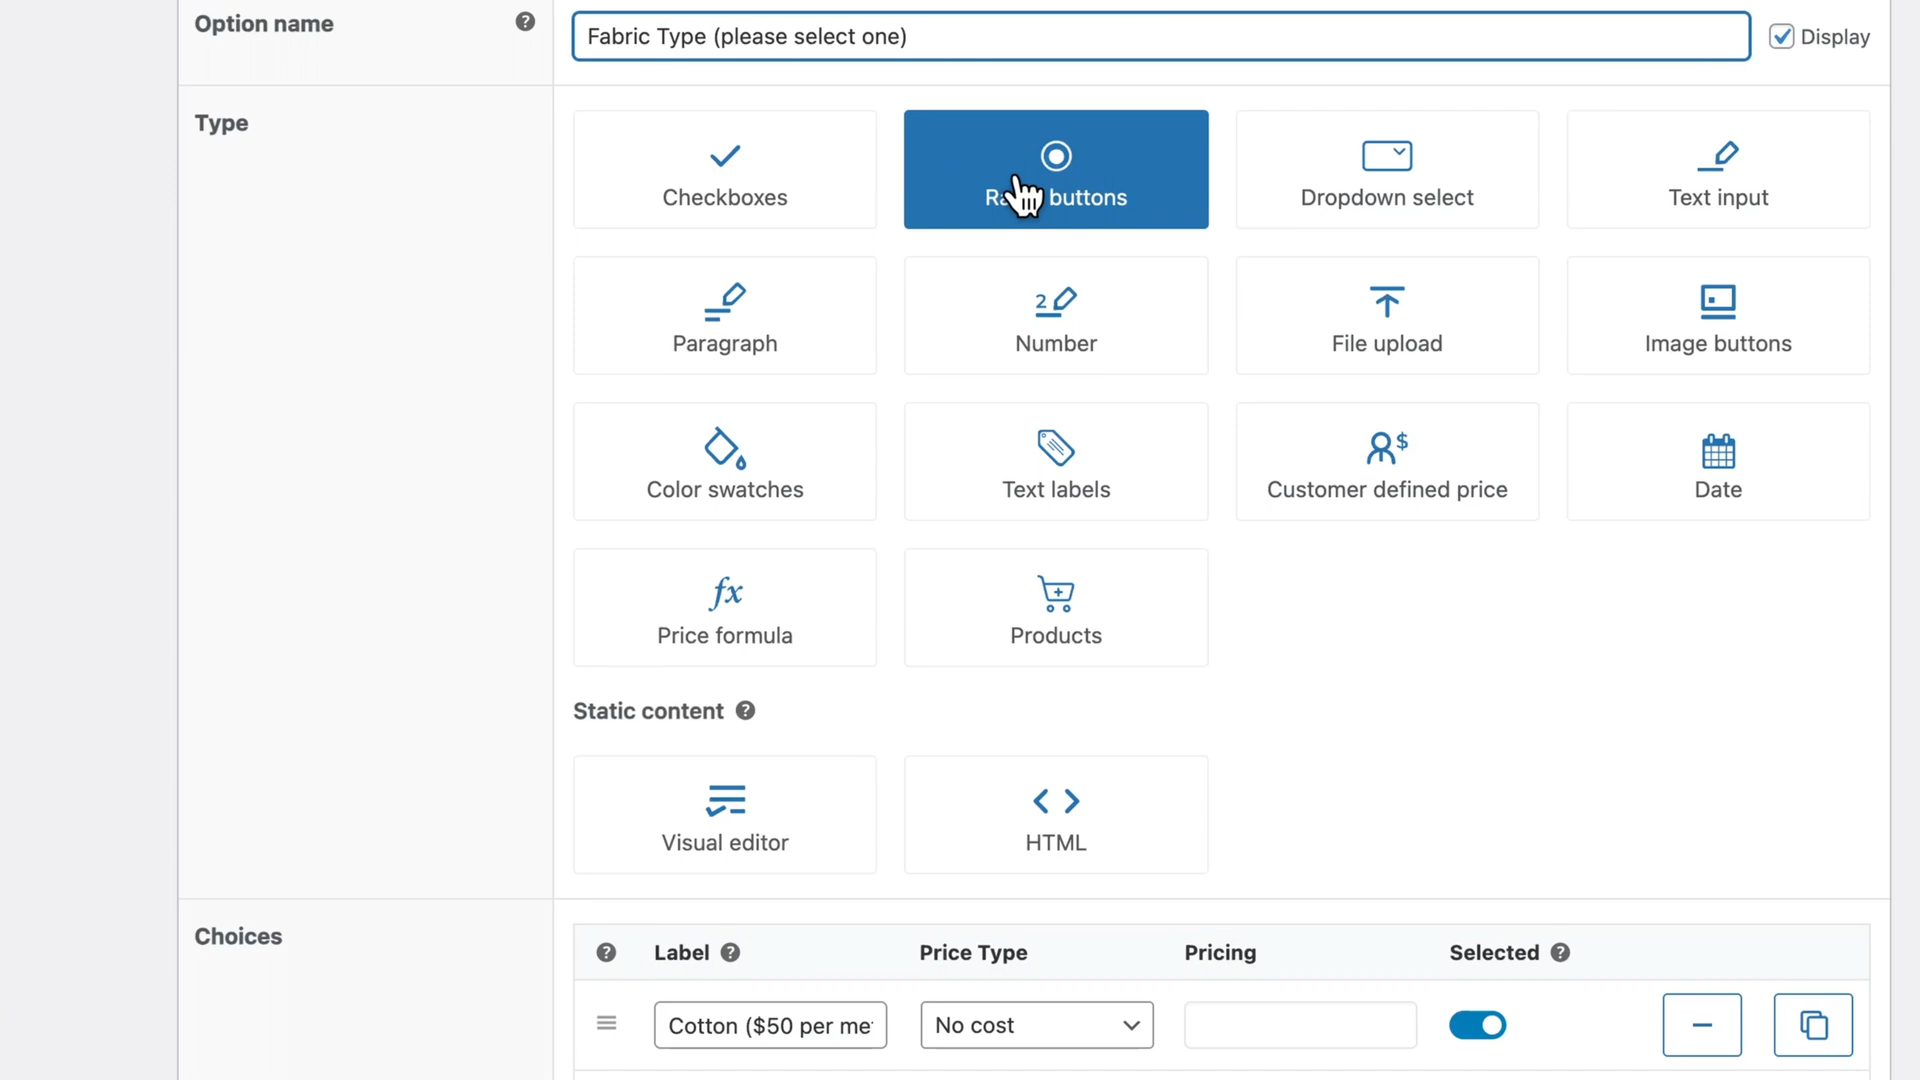 Option name
Fabric Type (please select one)
Display
Type
Checkboxes
buttons
Dropdown select
Text input
Paragraph
2
Number
File upload
Image buttons
Color swatches
Text labels
$
Customer defined price
Date
fx
Price formula
Products
Static content
Visual editor
HTML
Choices
Label
Price Type
Pricing
Selected
Cotton ($50 per me
No cost